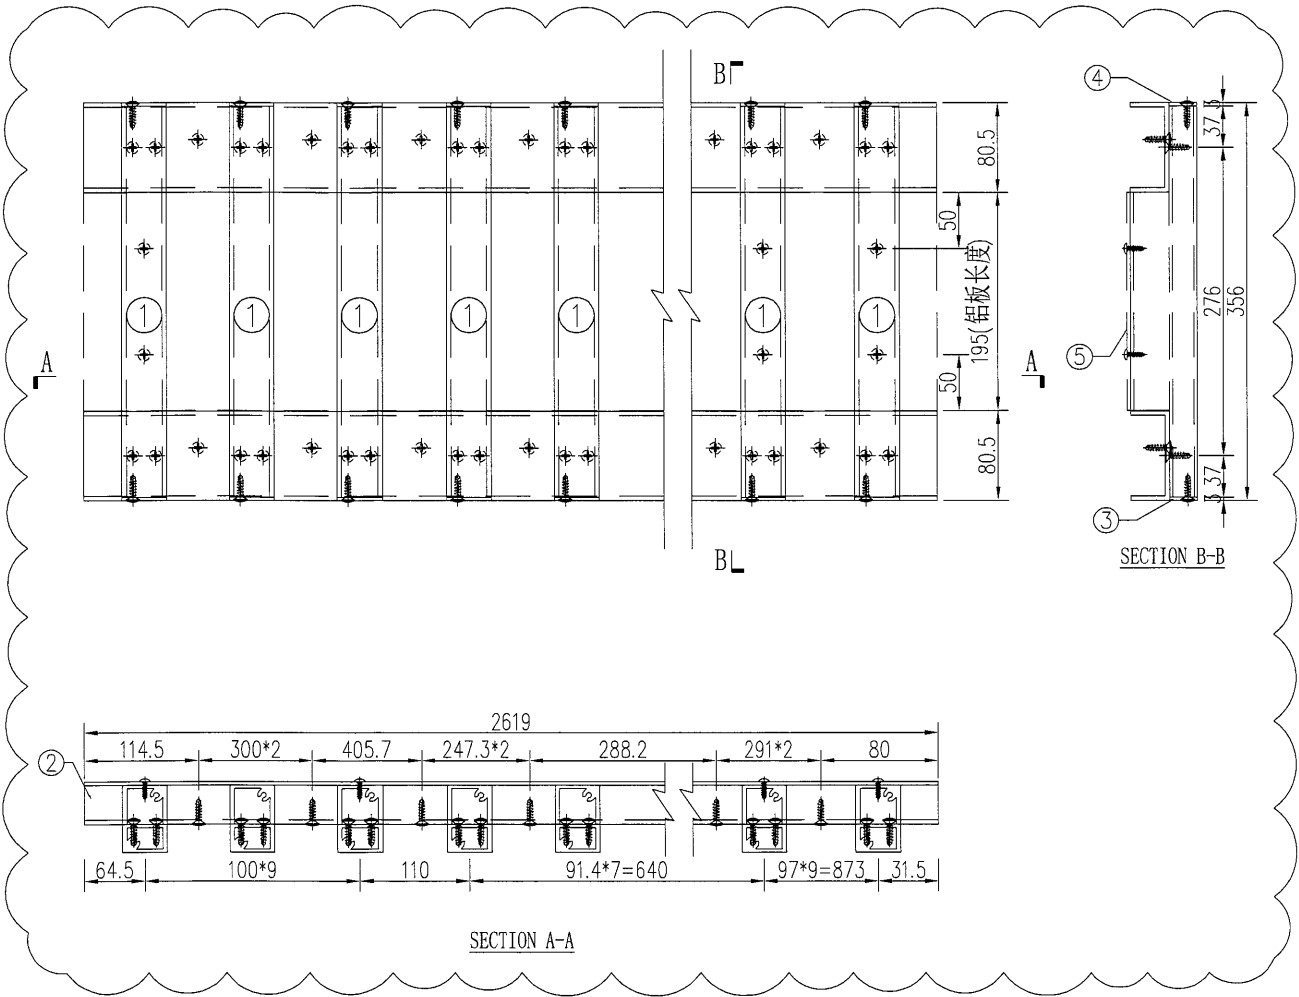 B
④
3
37
80.5
50
195(铝板长度)
276
356
① ① ① ① ① ① ①
⑤
A
A
50
80.5
37
3
③
B
SECTION B-B
2619
114.5 300*2 405.7 247.3*2 288.2 291*2 80
②
64.5 100*9 110 91.4*7=640 97*9=873 31.5
SECTION A-A